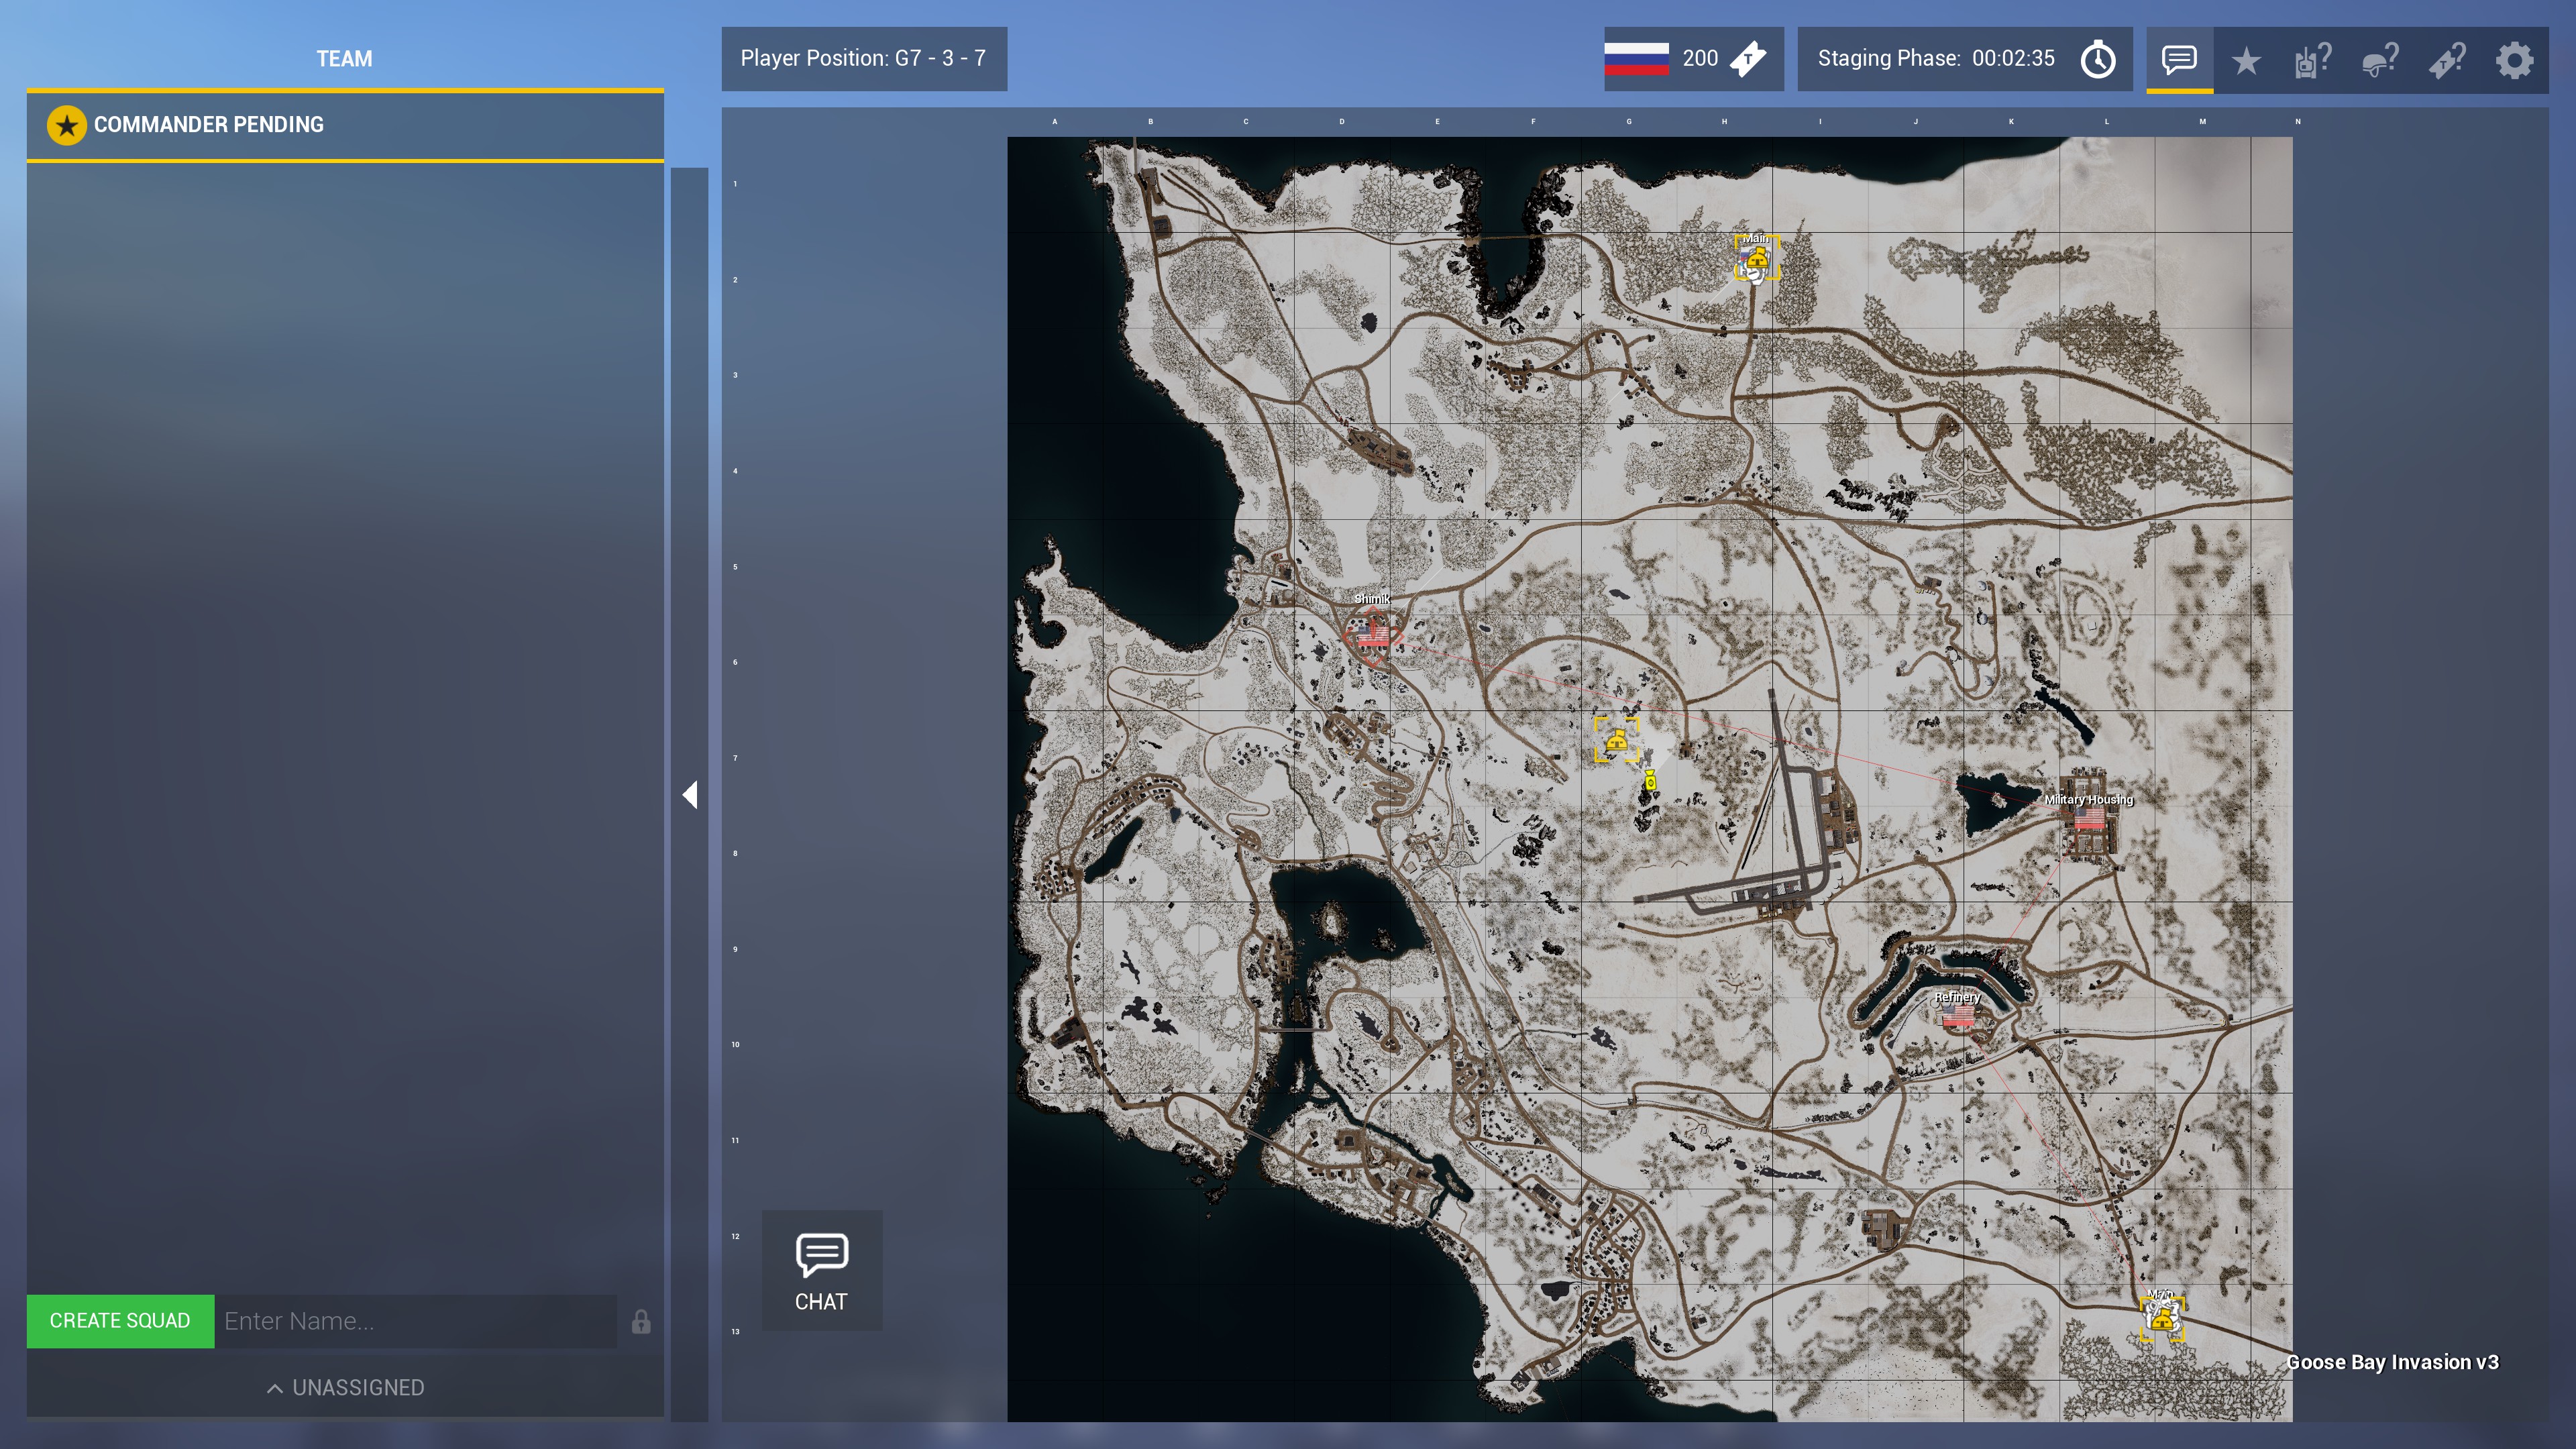 TEAM
COMMANDER PENDING
CREATE SQUAD
Enter Name...
UNASSIGNED
Player Position: G7 - 3 - 7
200
Staging Phase: 00:02:35
A B C D E F G H I J K L M N
1
2
3
4
5
6
7
8
9
10
11
12
13
Main
Shimik
Military Housing
Refinery
Main
CHAT
Goose Bay Invasion v3